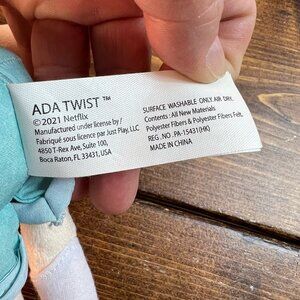 ADA TWIST ™
©2021 Netflix
Manufactured under license by/
Fabriqué sous licence par Just Play, LLC
4850 T-Rex Ave, Suite 100,
Boca Raton, FL 33431, USA
SURFACE WASHABLE ONLY AIR DRY.
Contents : All New Materials
Polyester Fibers & Polyester Fibers Felt.
REG . NO : PA-15431(HK)
MADE IN CHINA